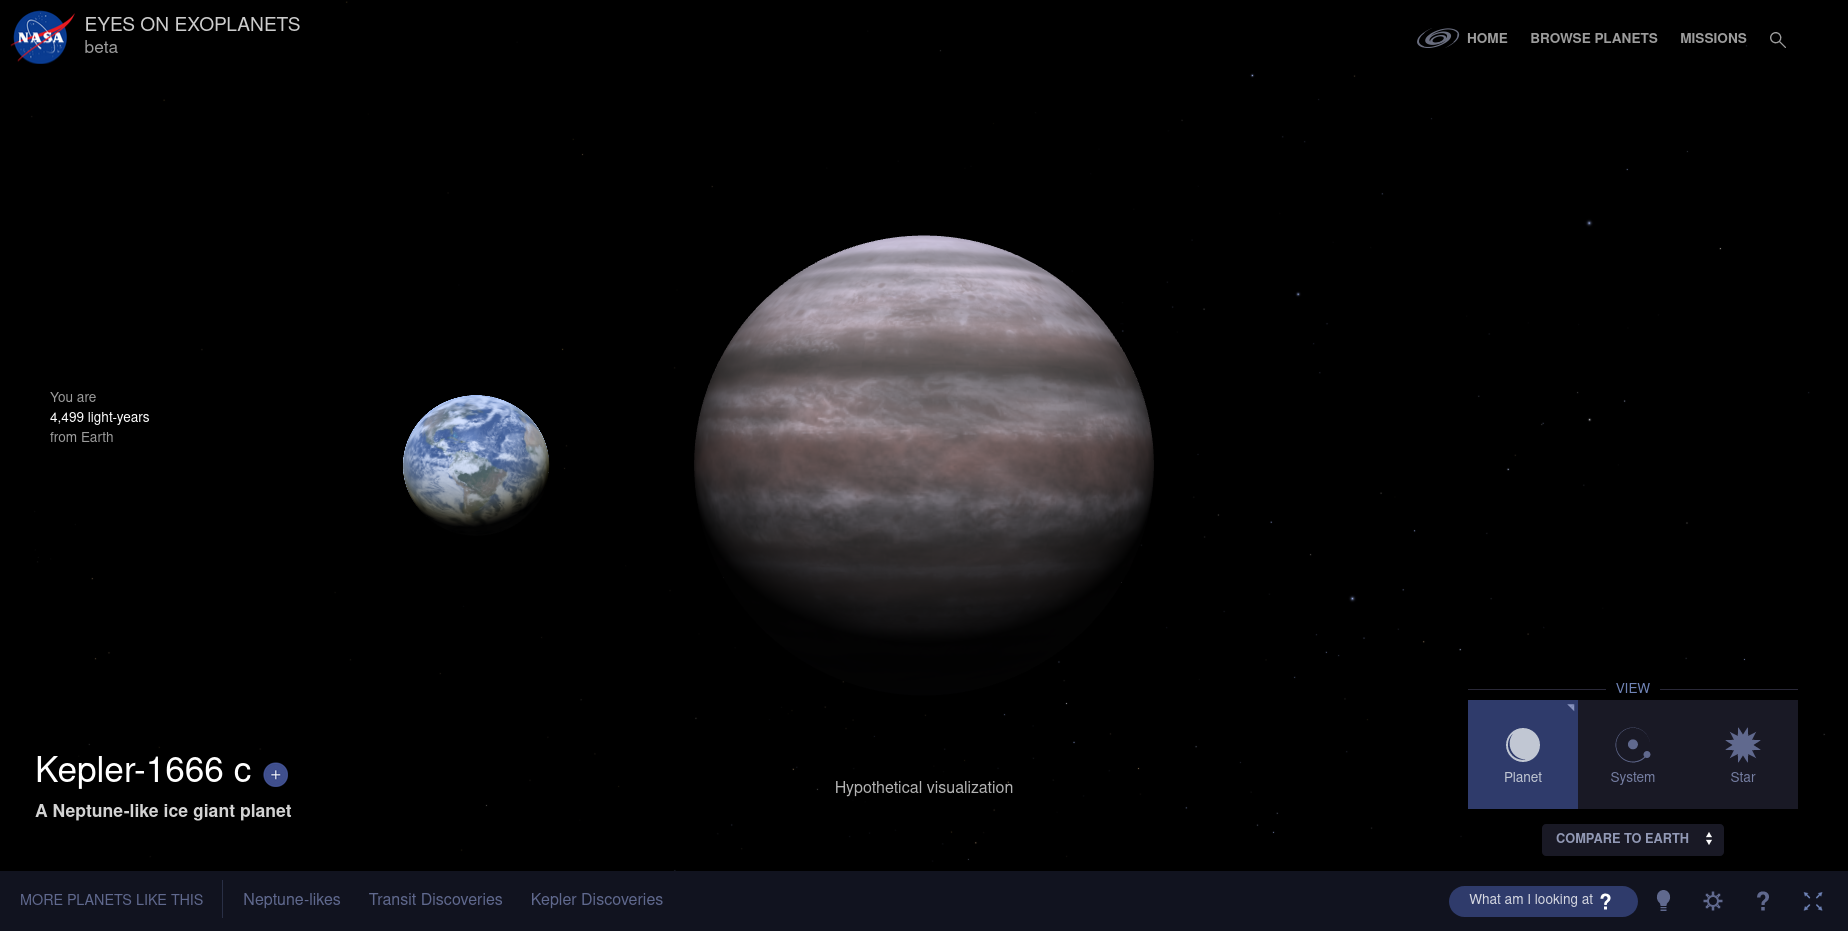 NASA
EYES ON EXOPLANETS
beta
HOME
BROWSE PLANETS
MISSIONS
You are
4,499 light-years
from Earth
Kepler-1666 c +
A Neptune-like ice giant planet
Hypothetical visualization
VIEW
Planet
System
Star
COMPARE TO EARTH
MORE PLANETS LIKE THIS
Neptune-likes
Transit Discoveries
Kepler Discoveries
What am I looking at ?
?